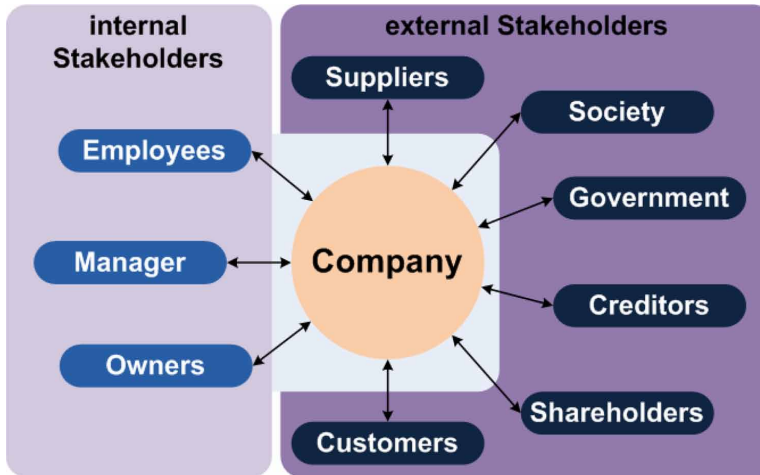 internal
Stakeholders
external Stakeholders
Suppliers
Society
Employees
Government
Manager
Company
Creditors
Owners
Shareholders
Customers